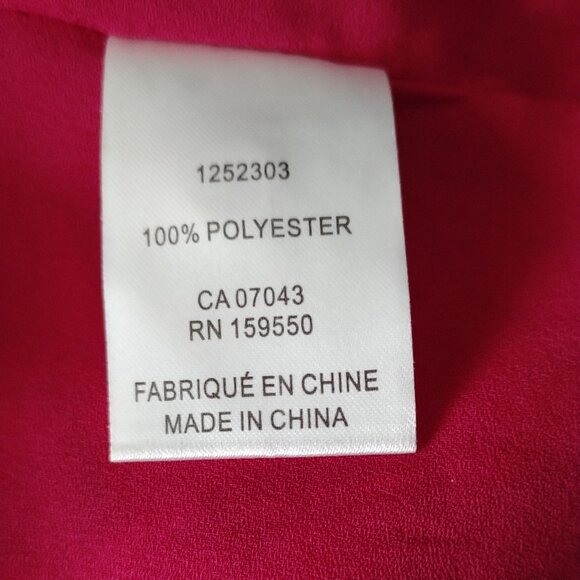 1252303
100% POLYESTER
CA 07043
RN 159550
FABRIQUÉ EN CHINE
MADE IN CHINA